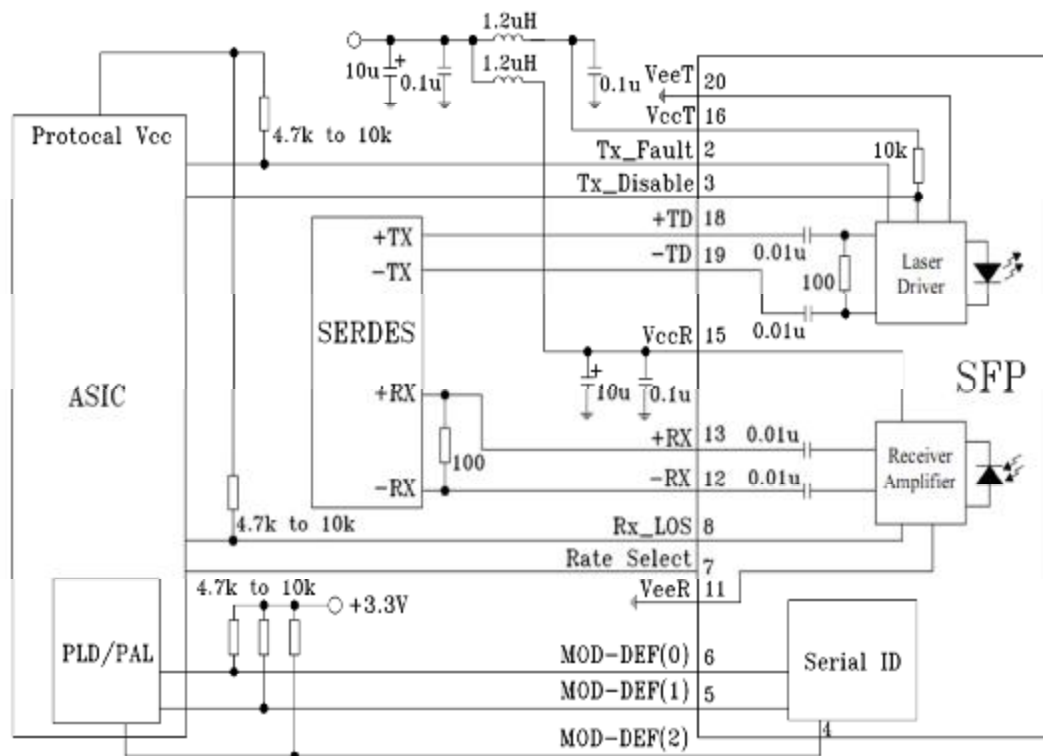 1.2uH
1.2uH
10u
+
0.1u
0.1u
VeeT 20
VccT 16
Protocal Vcc
4.7k to 10k
Tx_Fault 2
10k
Tx_Disable 3
+TD 18
-TD 19
0.01u
100
0.01u
Laser
Driver
+TX
-TX
SERDES
VccR 15
SFP
ASIC
+RX
+
10u
0.1u
100
-RX
+RX 13 0.01u
-RX 12 0.01u
Receiver
Amplifier
4.7k to 10k
Rx_LOS 8
Rate Select 7
4.7k to 10k
+3.3V
VeeR 11
PLD/PAL
MOD-DEF(0) 6
MOD-DEF(1) 5
Serial ID
MOD-DEF(2) 4